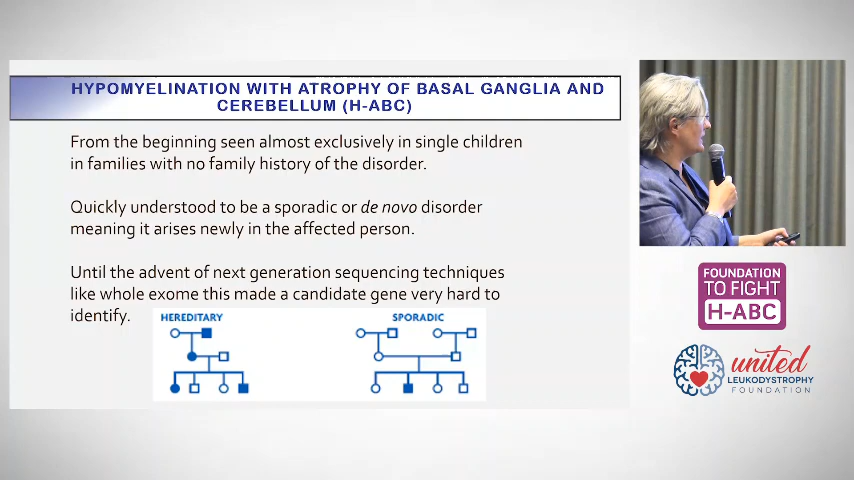 HYPOMYELINATION WITH ATROPHY OF BASAL GANGLIA AND
CEREBELLUM (H-ABC)
From the beginning seen almost exclusively in single children
in families with no family history of the disorder.
Quickly understood to be a sporadic or de novo disorder
meaning it arises newly in the affected person.
Until the advent of next generation sequencing techniques
like whole exome this made a candidate gene very hard to
identify.
HEREDITARY
SPORADIC
FOUNDATION
TO FIGHT
H-ABC
united
LEUKODYSTROPHY
FOUNDATION